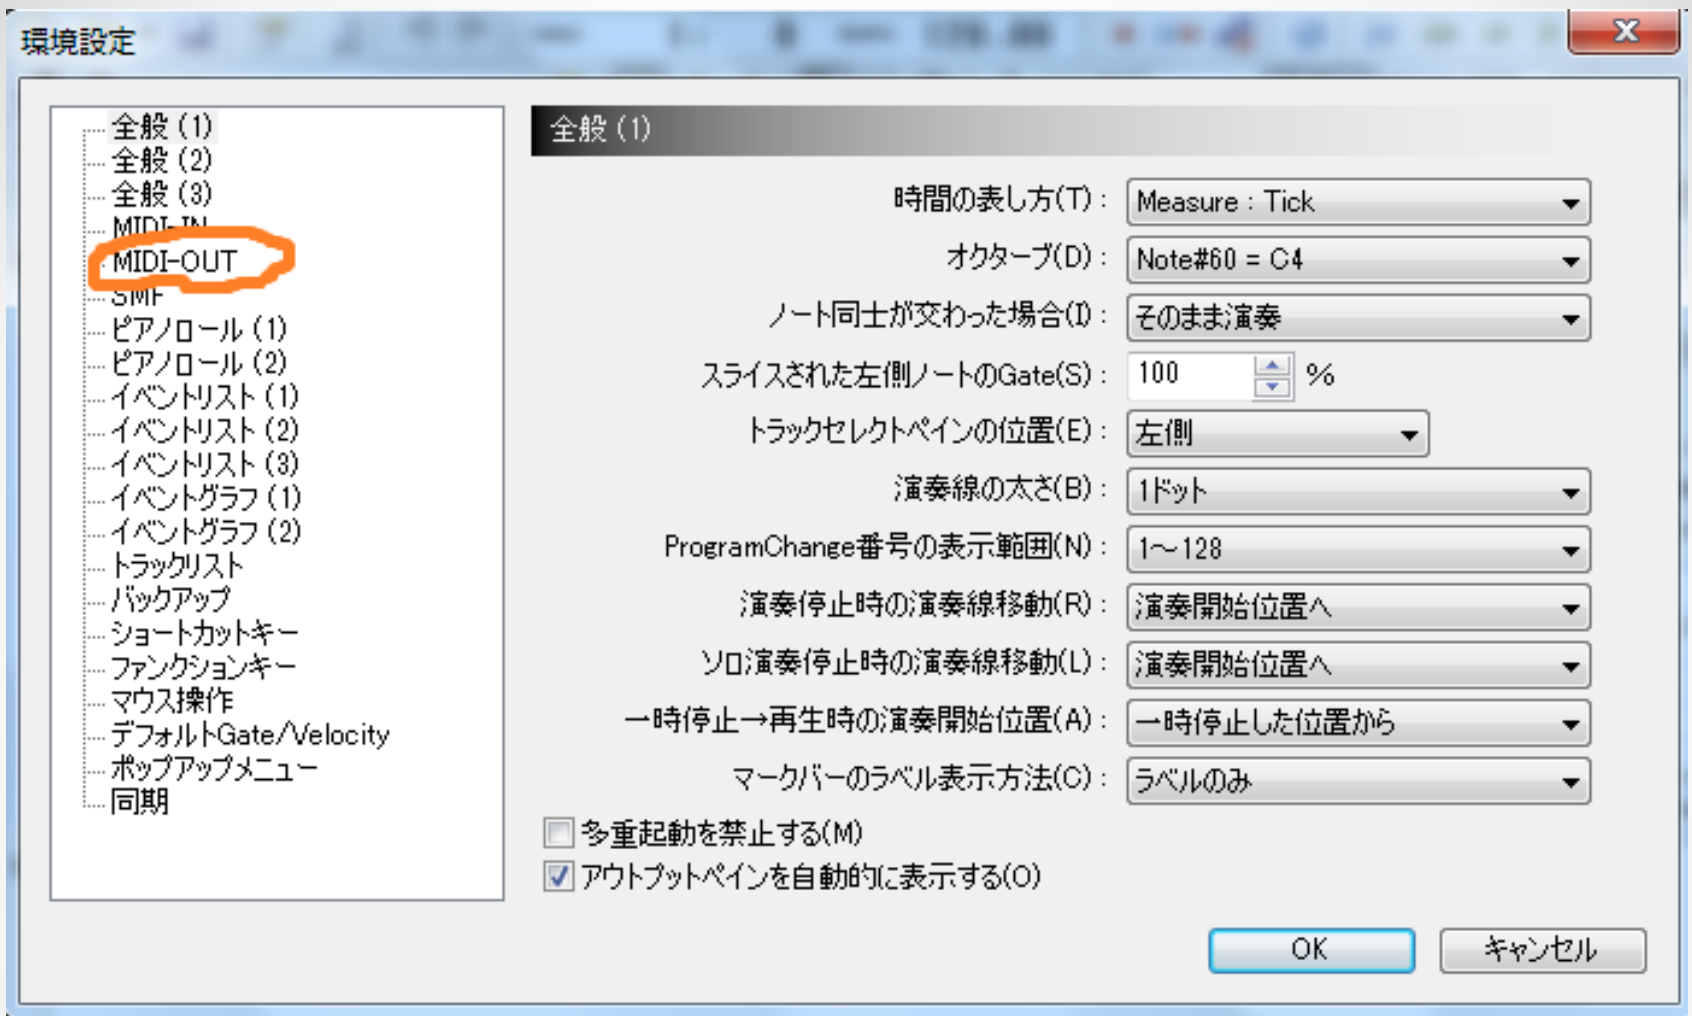 環境設定
全般 (1)
全般 (2)
全般 (3)
MIDI-IN
MIDI-OUT
SMF
ピアノロール (1)
ピアノロール (2)
イベントリスト (1)
イベントリスト (2)
イベントリスト (3)
イベントグラフ (1)
イベントグラフ (2)
トラックリスト
バックアップ
ショートカットキー
ファンクションキー
マウス操作
デフォルトGate/Velocity
ポップアップメニュー
同期
全般 (1)
時間の表し方(T) : Measure : Tick
オクターブ(D) : Note#60 = C4
ノート同士が交わった場合(I) : そのまま演奏
スライスされた左側ノートのGate(S) : 100 %
トラックセレクトペインの位置(E) : 左側
演奏線の太さ(B) : 1ドット
ProgramChange番号の表示範囲(N) : 1～128
演奏停止時の演奏線移動(R) : 演奏開始位置へ
ソロ演奏停止時の演奏線移動(L) : 演奏開始位置へ
一時停止→再生時の演奏開始位置(A) : 一時停止した位置から
マークバーのラベル表示方法(C) : ラベルのみ
多重起動を禁止する(M)
アウトプットペインを自動的に表示する(O)
OK キャンセル